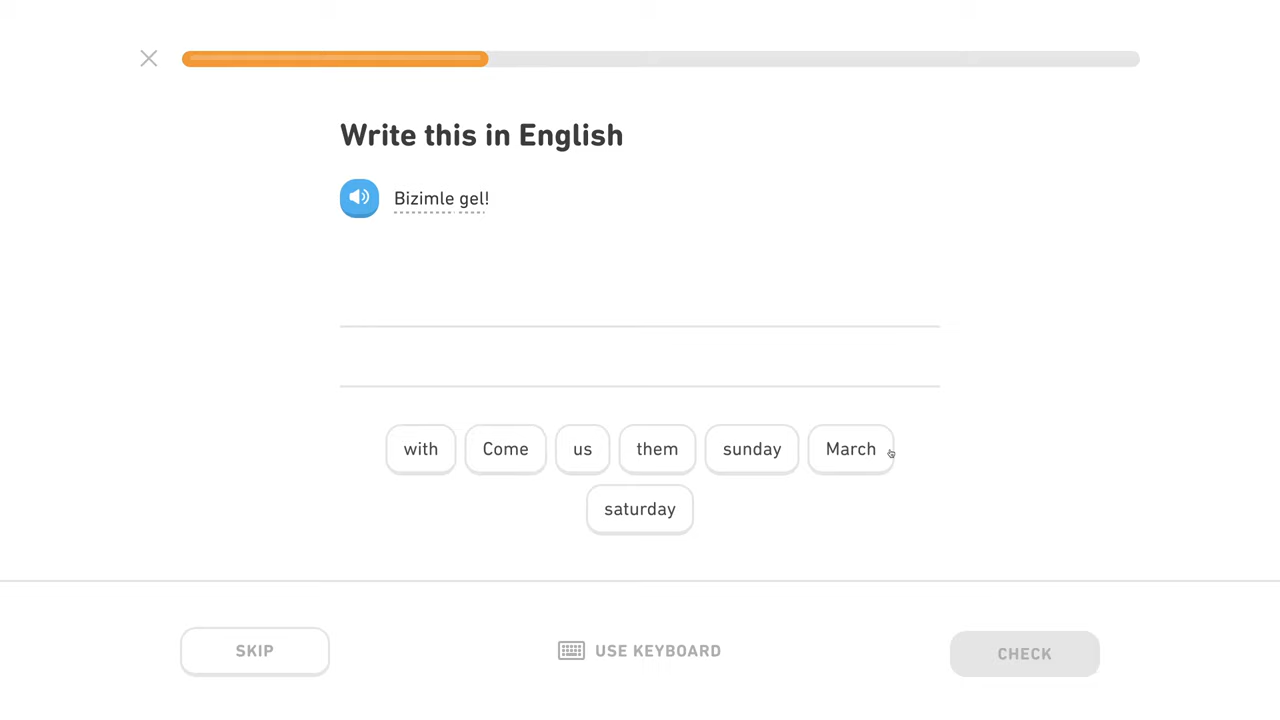 Write this in English
Bizimle gel!
with Come us them sunday March
saturday
SKIP USE KEYBOARD CHECK